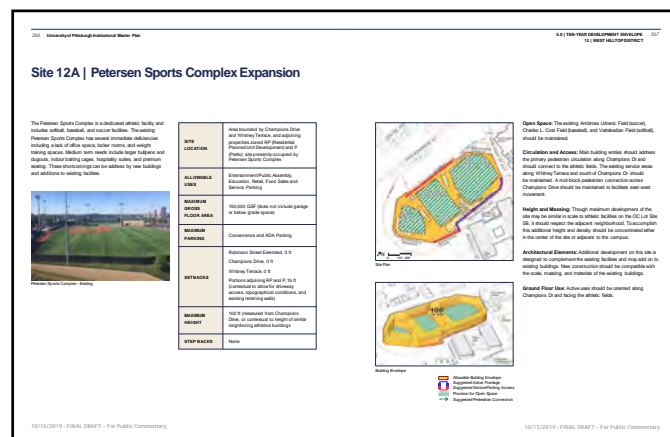 266 University of Pittsburgh Institutional Master Plan
5.0 | TEN-YEAR DEVELOPMENT ENVELOPE 267
12 | WEST HILLTOP DISTRICT
Site 12A | Petersen Sports Complex Expansion
The Petersen Sports Complex is a dedicated athletic facility and
includes softball, baseball, and soccer facilities. The existing
Petersen Sports Complex has several immediate deficiencies
including a lack of office space, locker rooms, and weight
training spaces. Medium term needs include larger bullpens and
dugouts, indoor batting cages, hospitality suites, and premium
seating. These shortcomings can be address by new buildings
and additions to existing facilities.
Petersen Sports Complex - Existing
SITE LOCATION
Area bounded by Champions Drive
and Whitney Terrace, and adjoining
properties zoned RP (Residential
Planned Unit Development) and P
(Parks); site presently occupied by
Petersen Sports Complex
ALLOWABLE USES
Entertainment/Public Assembly,
Education, Retail, Food Sales and
Service, Parking
MAXIMUM GROSS FLOOR AREA
150,000 GSF (does not include garage
or below grade space)
MAXIMUM PARKING
Convenience and ADA Parking
SETBACKS
Robinson Street Extended, 0 ft
Champions Drive, 0 ft
Whitney Terrace, 0 ft
Portions adjoining RP and P, 15 ft
(contextual to allow for driveway
access, topographical conditions, and
existing retaining walls)
MAXIMUM HEIGHT
100 ft (measured from Champions
Drive, or contextual to height of similar
neighboring athletics buildings
STEP BACKS
None
Site Plan
100'
Building Envelope
Allowable Building Envelope
Suggested Active Frontage
Suggested Service/Parking Access
Provision for Open Space
Suggested Pedestrian Connection
Open Space: The existing Ambrose Urbanic Field (soccer),
Charles L. Cost Field (baseball), and Vartabedian Field (softball),
should be maintained.
Circulation and Access: Main building entries should address
the primary pedestrian circulation along Champions Dr and
should connect to the athletic fields. The existing service areas
along Whitney Terrace and south of Champions Dr should
be maintained. A mid-block pedestrian connection across
Champions Drive should be maintained to facilitate east-west
movement.
Height and Massing: Though maximum development of the
site may be similar in scale to athletic facilities on the OC Lot Site
5B, it should respect the adjacent neighborhood. To accomplish
this additional height and density should be concentrated either
in the center of the site or adjacent to the campus.
Architectural Elements: Additional development on this site is
designed to complement the existing facilities and may add on to
existing buildings. New construction should be compatible with
the scale, massing, and materials of the existing buildings.
Ground Floor Use: Active uses should be oriented along
Champions Dr and facing the athletic fields.
10/15/2019 - FINAL DRAFT – For Public Commentary
10/15/2019 - FINAL DRAFT – For Public Commentary